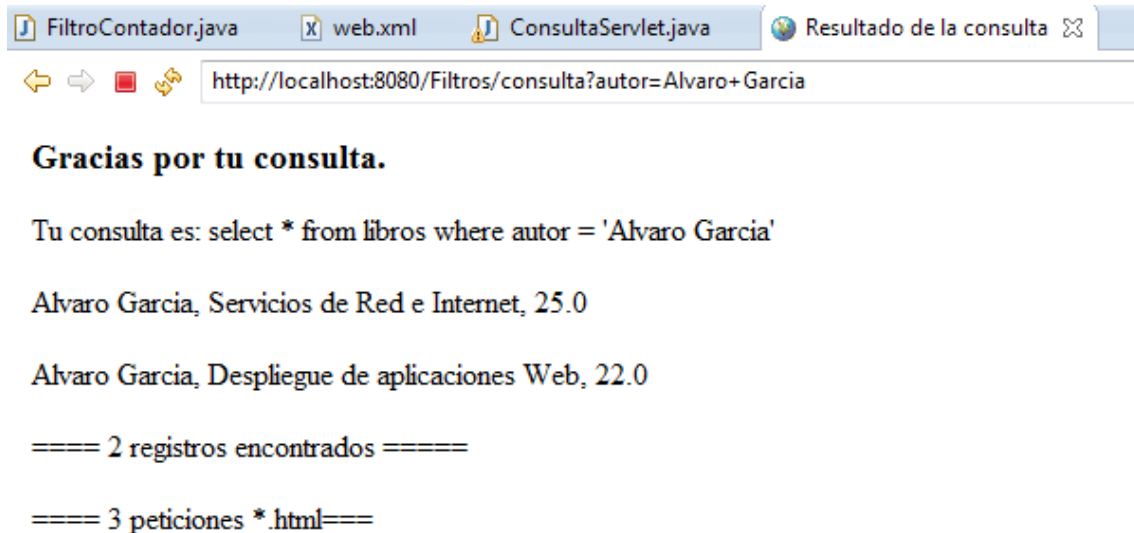 FiltroContador.java web.xml ConsultaServlet.java Resultado de la consulta
http://localhost:8080/Filtros/consulta?autor=Alvaro+Garcia
Gracias por tu consulta.
Tu consulta es: select * from libros where autor = 'Alvaro Garcia'
Alvaro Garcia, Servicios de Red e Internet, 25.0
Alvaro Garcia, Despliegue de aplicaciones Web, 22.0
==== 2 registros encontrados =====
==== 3 peticiones *.html===